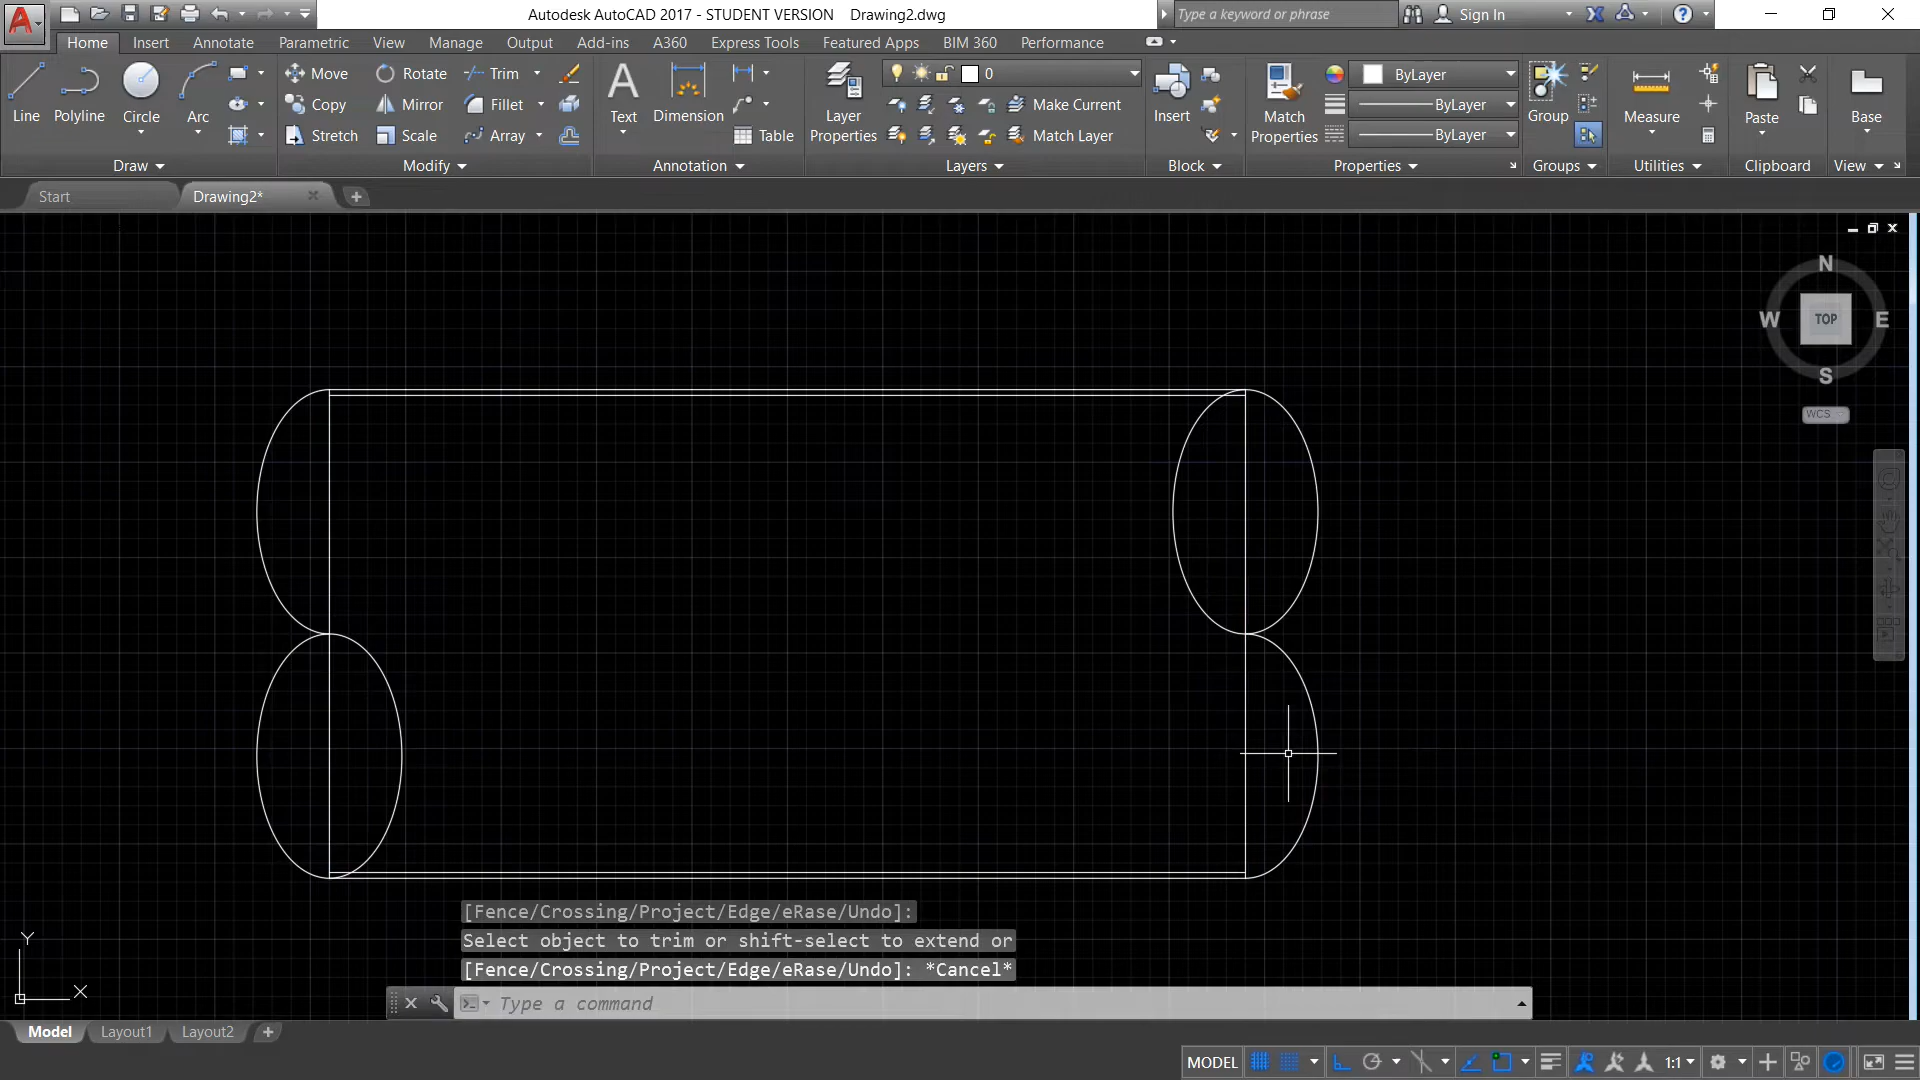 Autodesk AutoCAD 2017 - STUDENT VERSION Drawing2.dwg
Type a keyword or phrase
Sign In
Home Insert Annotate Parametric View Manage Output Add-ins A360 Express Tools Featured Apps BIM 360 Performance
Line Polyline Circle Arc
Draw
Move Rotate Trim
Copy Mirror Fillet
Stretch Scale Array
Modify
Text Dimension Table
Annotation
Layer Properties
0
Make Current
Match Layer
Layers
Insert
Block
Match Properties
ByLayer
ByLayer
ByLayer
Properties
Group
Groups
Measure
Utilities
Paste
Clipboard
Base
View
Start Drawing2*
N
W TOP E
S
WCS
[Fence/Crossing/Project/Edge/eRase/Undo]:
Select object to trim or shift-select to extend or
[Fence/Crossing/Project/Edge/eRase/Undo]: *Cancel*
Type a command
Y
X
Model Layout1 Layout2
MODEL 1:1